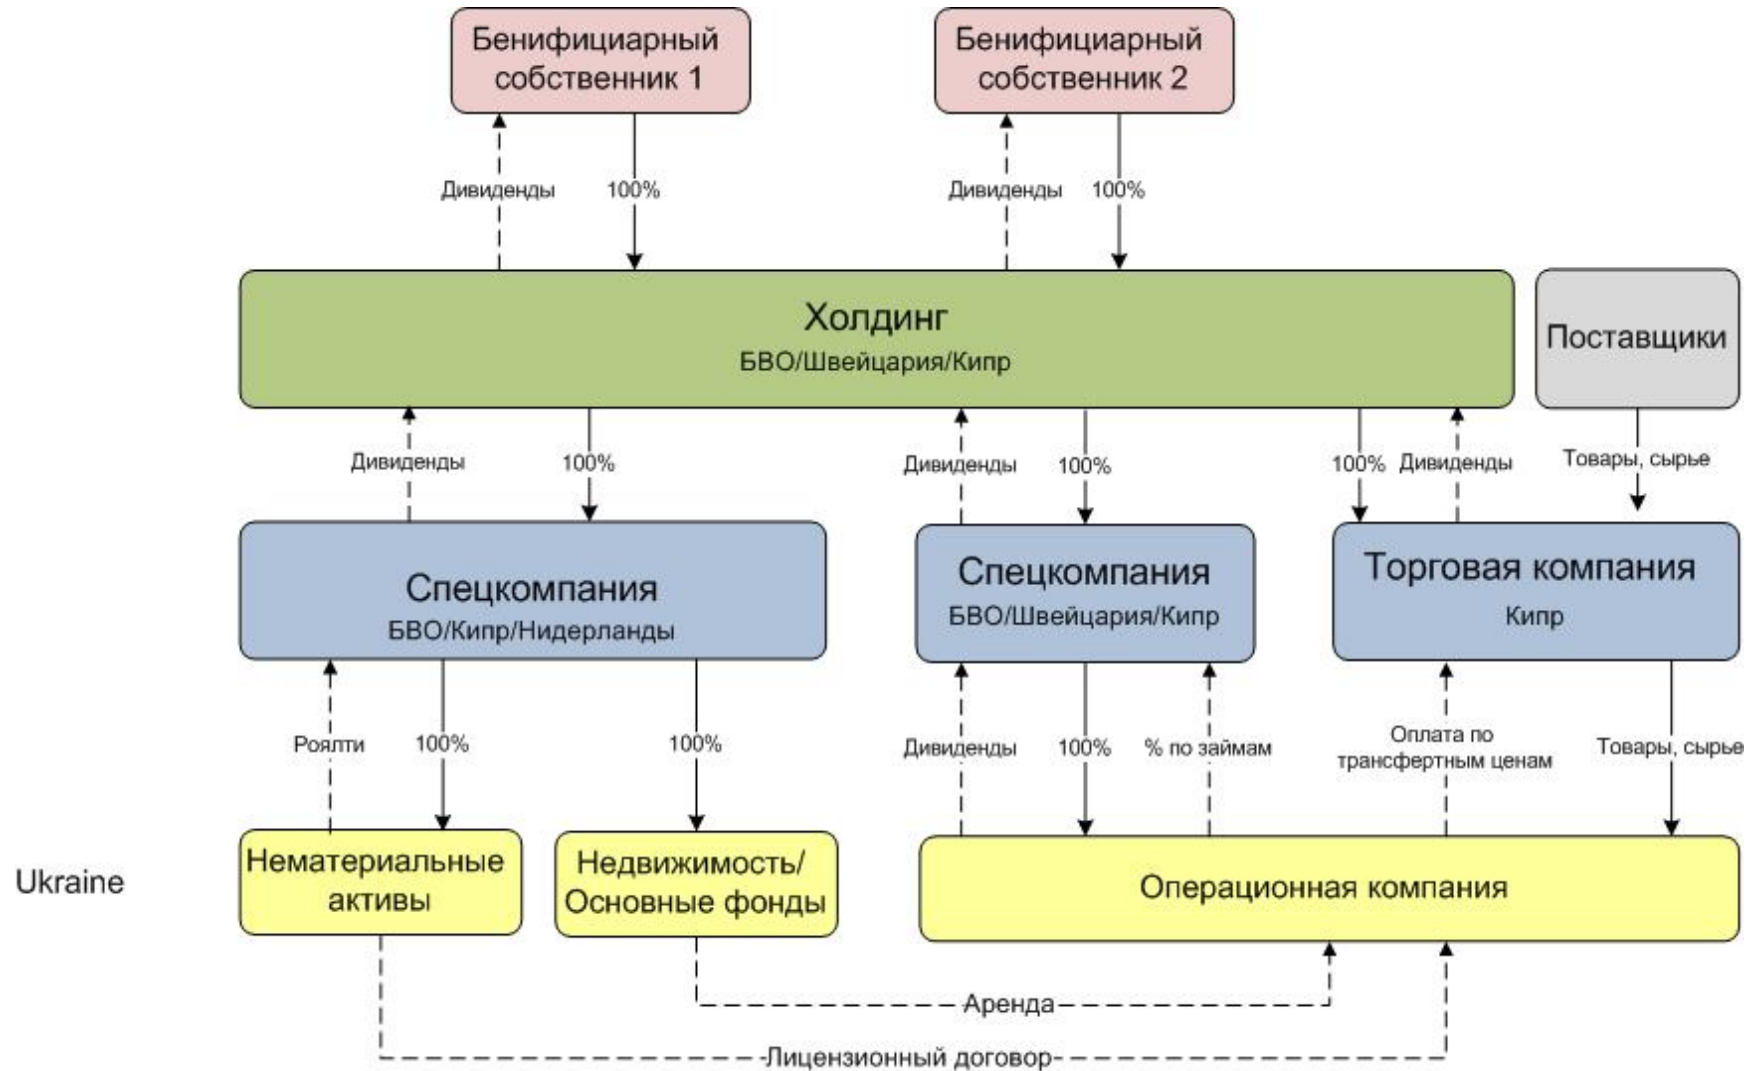 Бенифициарный
собственник 1
Бенифициарный
собственник 2
Дивиденды
100%
Дивиденды
100%
Холдинг
БВО/Швейцария/Кипр
Поставщики
Дивиденды
100%
Дивиденды
100%
100%
Дивиденды
Товары, сырье
Спецкомпания
БВО/Кипр/Нидерланды
Спецкомпания
БВО/Швейцария/Кипр
Торговая компания
Кипр
Роялти
100%
100%
Дивиденды
100%
% по займам
Оплата по
трансфертным ценам
Товары, сырье
Ukraine
Нематериальные
активы
Недвижимость/
Основные фонды
Операционная компания
Аренда
Лицензионный договор